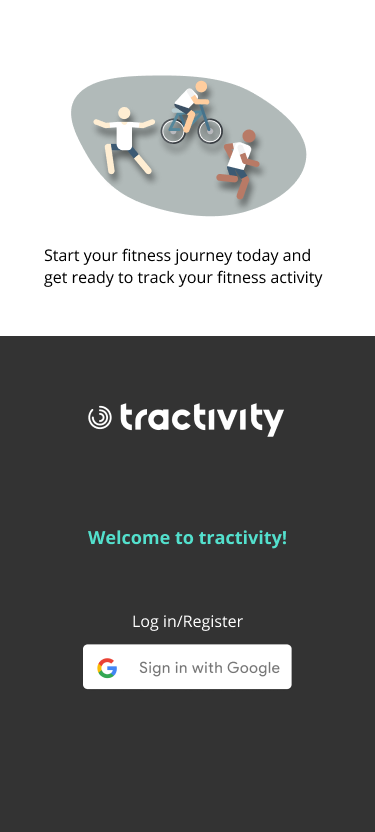 Start your fitness journey today and
get ready to track your fitness activity
tractivity
Welcome to tractivity!
Log in/Register
Sign in with Google